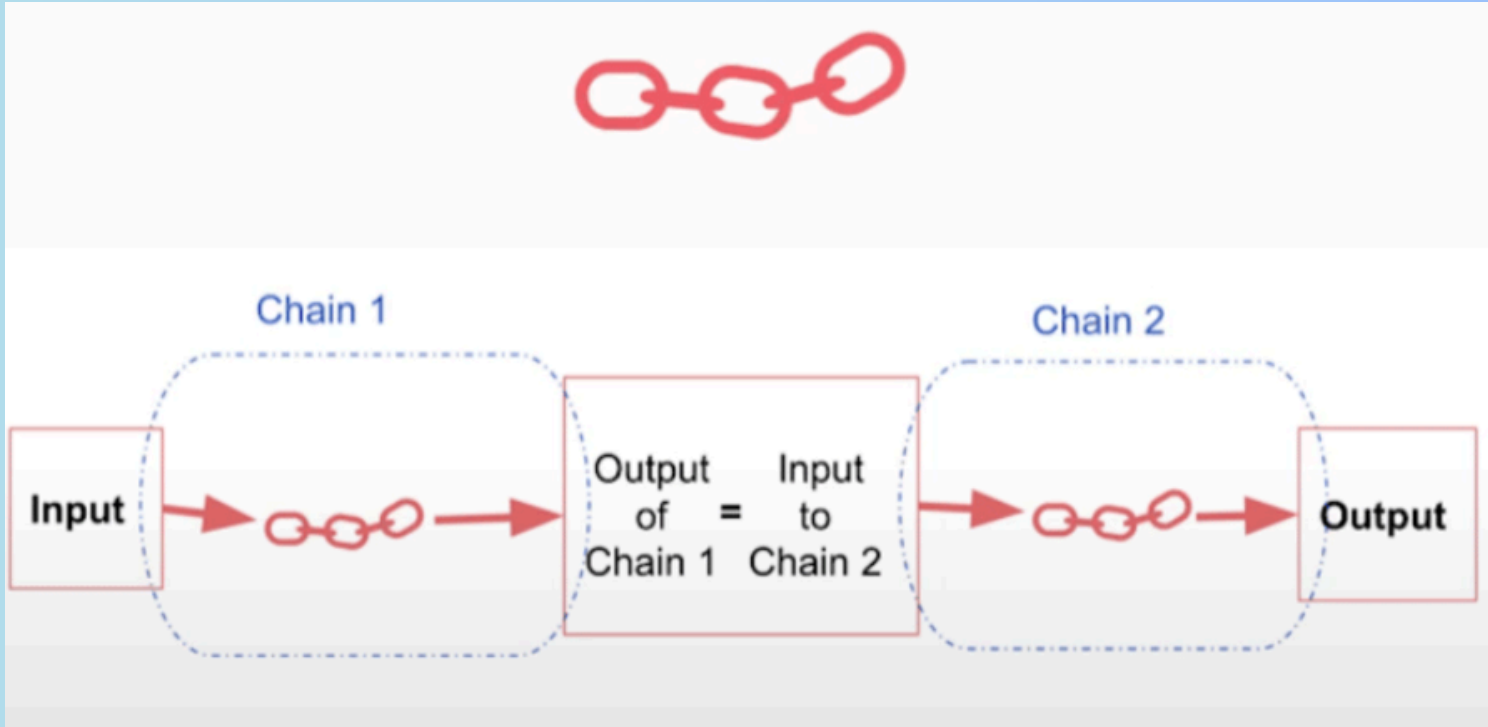 Chain 1
Chain 2
Input
Output of Chain 1
=
Input to Chain 2
Output